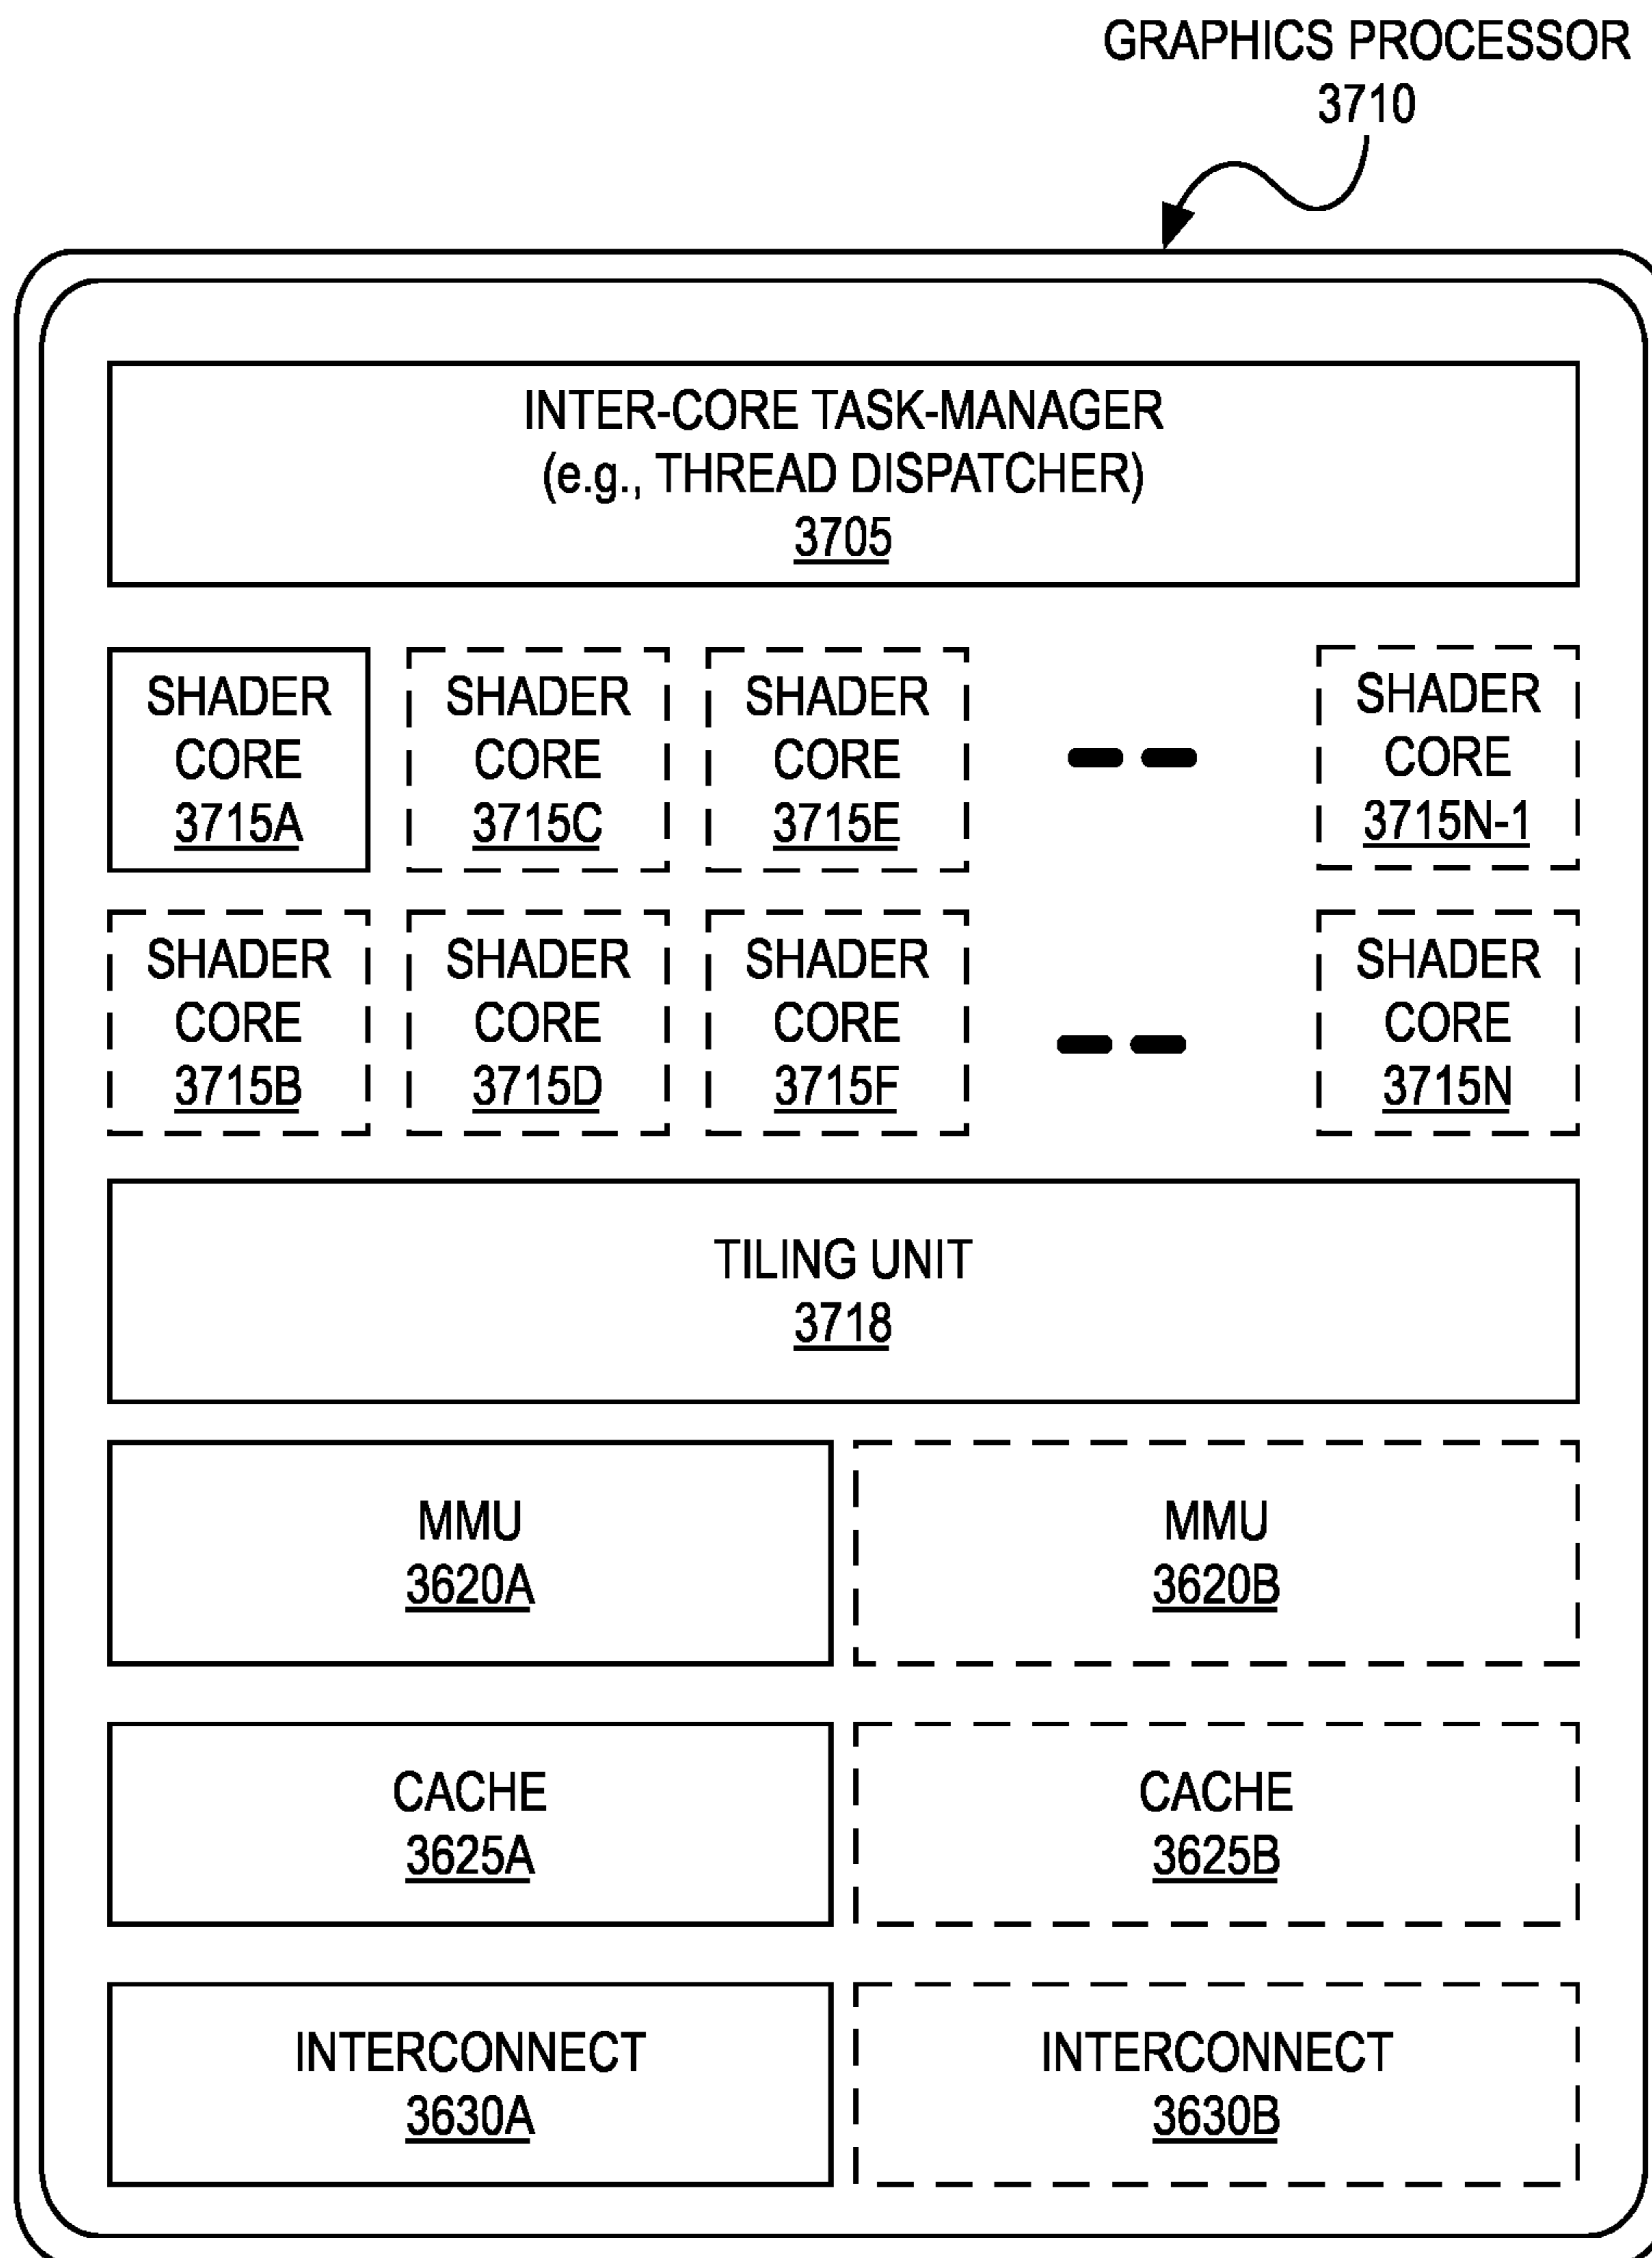 GRAPHICS PROCESSOR
3710
INTER-CORE TASK-MANAGER
(e.g., THREAD DISPATCHER)
3705
SHADER
CORE
3715A
SHADER
CORE
3715C
SHADER
CORE
3715E
SHADER
CORE
3715N-1
SHADER
CORE
3715B
SHADER
CORE
3715D
SHADER
CORE
3715F
SHADER
CORE
3715N
TILING UNIT
3718
MMU
3620A
MMU
3620B
CACHE
3625A
CACHE
3625B
INTERCONNECT
3630A
INTERCONNECT
3630B